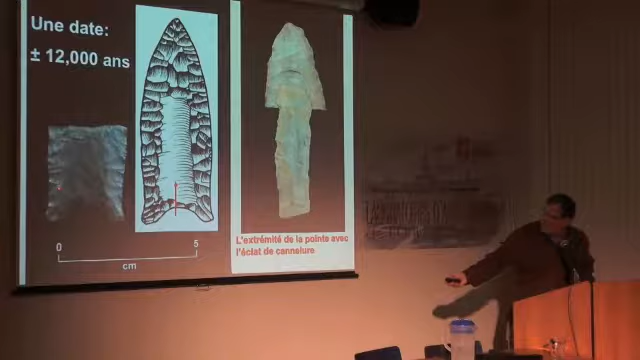 Une date:
± 12,000 ans
0 5
cm
L'extrémité de la pointe avec
l'éclat de cannelure